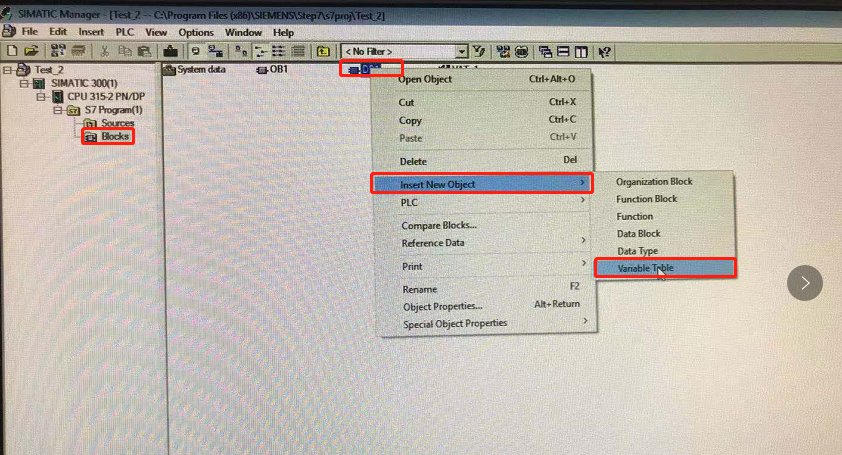 SIMATIC Manager - [Test_2 -- C:\Program Files (x86)\SIEMENS\Step7\s7proj\Test_2]
File Edit Insert PLC View Options Window Help
< No Filter >
Test_2
SIMATIC 300(1)
CPU 315-2 PN/DP
S7 Program(1)
Sources
Blocks
System data OB1
Open Object Ctrl+Alt+O
Cut Ctrl+X
Copy Ctrl+C
Paste Ctrl+V
Delete Del
Insert New Object
PLC
Compare Blocks...
Reference Data
Print
Rename F2
Object Properties... Alt+Return
Special Object Properties
Organization Block
Function Block
Function
Data Block
Data Type
Variable Table